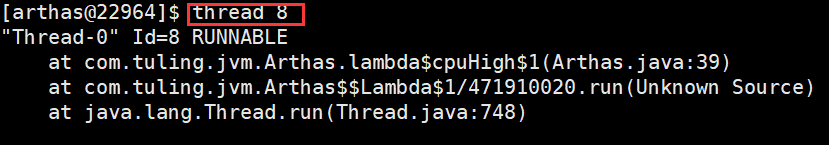 [arthas@22964]$ thread 8
"Thread-0" Id=8 RUNNABLE
    at com.tuling.jvm.Arthas.lambda$cpuHigh$1(Arthas.java:39)
    at com.tuling.jvm.Arthas$$Lambda$1/471910020.run(Unknown Source)
    at java.lang.Thread.run(Thread.java:748)